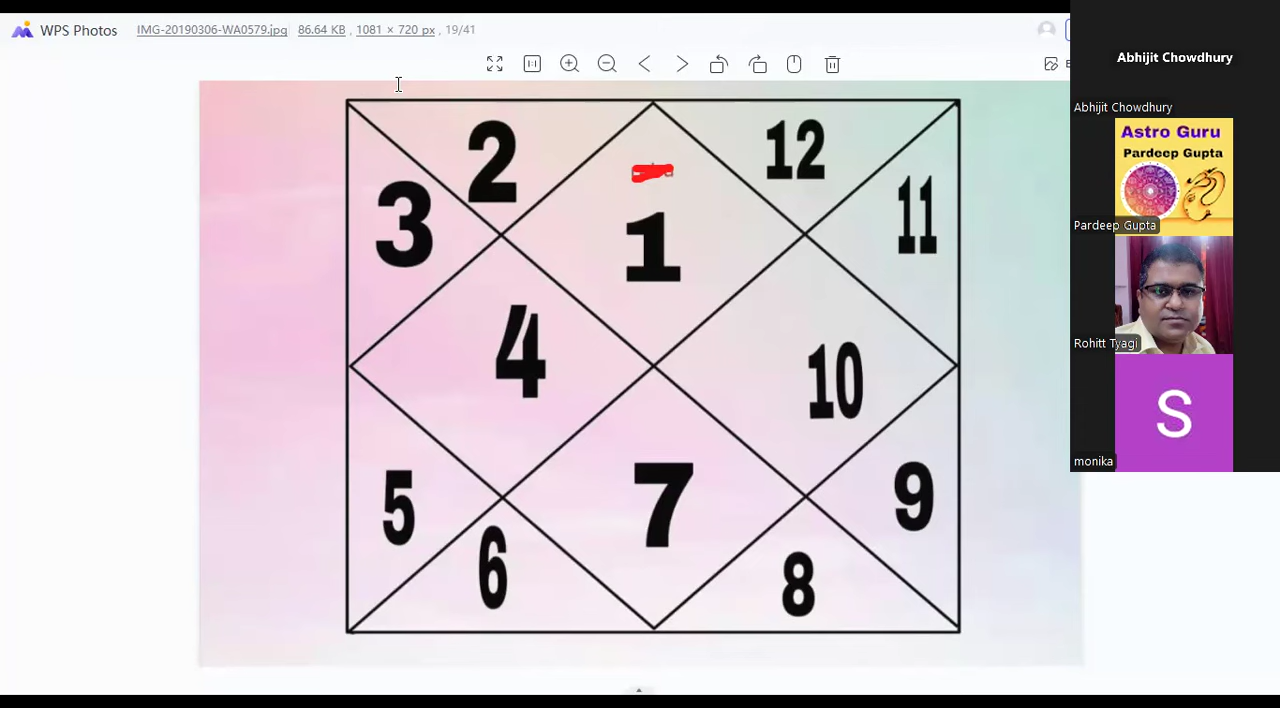 WPS Photos IMG-20190306-WA0579.jpg 86.64 KB , 1081 × 720 px , 19/41
1:1
Abhijit Chowdhury
Abhijit Chowdhury
Astro Guru
Pardeep Gupta
Pardeep Gupta
Rohitt Tyagi
S
monika
2
12
3
1
11
4
10
5
7
9
6
8